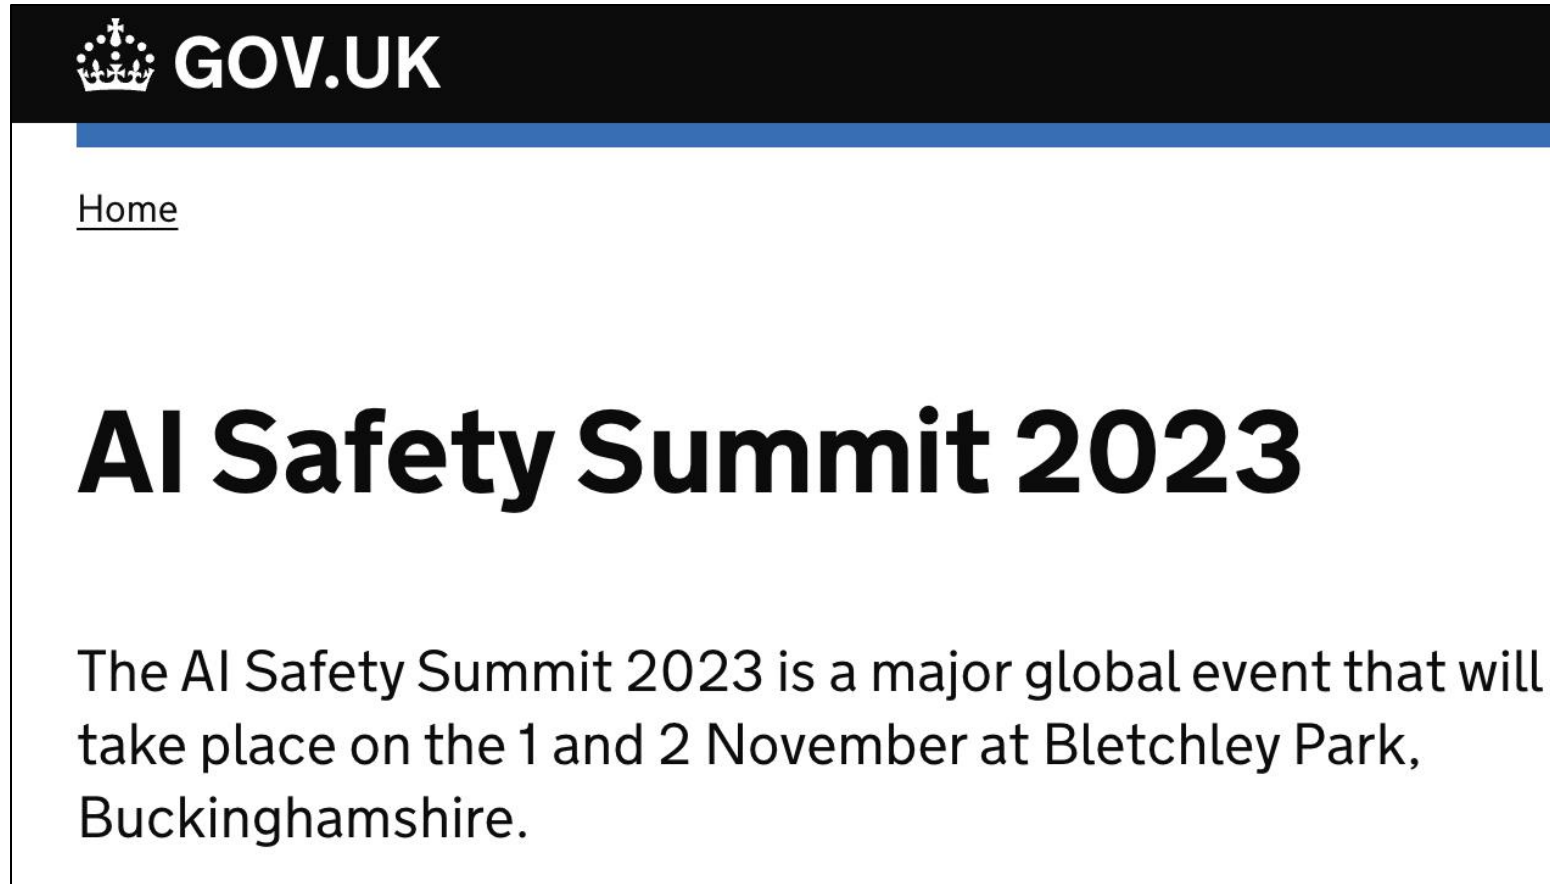 GOV.UK
Home
AI Safety Summit 2023
The AI Safety Summit 2023 is a major global event that will
take place on the 1 and 2 November at Bletchley Park,
Buckinghamshire.